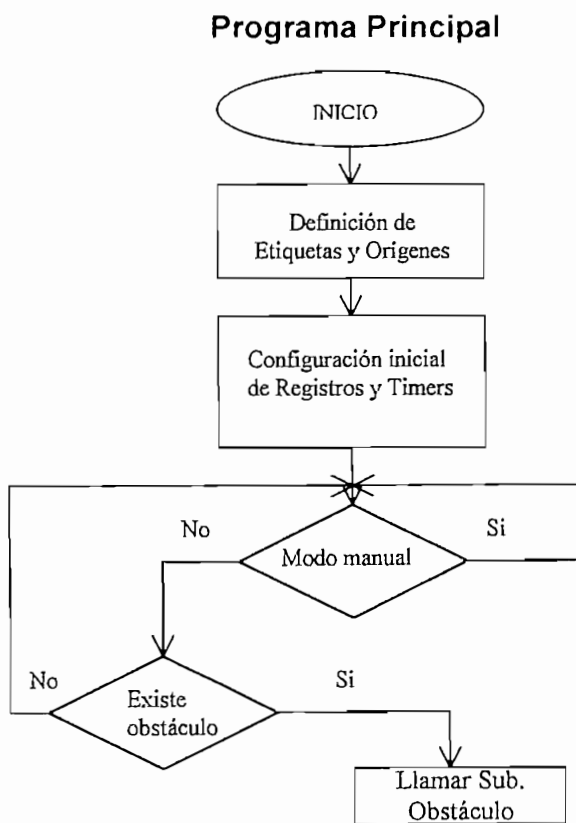 Programa Principal
INICIO
Definición de
Etiquetas y Orígenes
Configuración inicial
de Registros y Timers
No
Si
Modo manual
No
Si
Existe
obstáculo
Llamar Sub.
Obstáculo